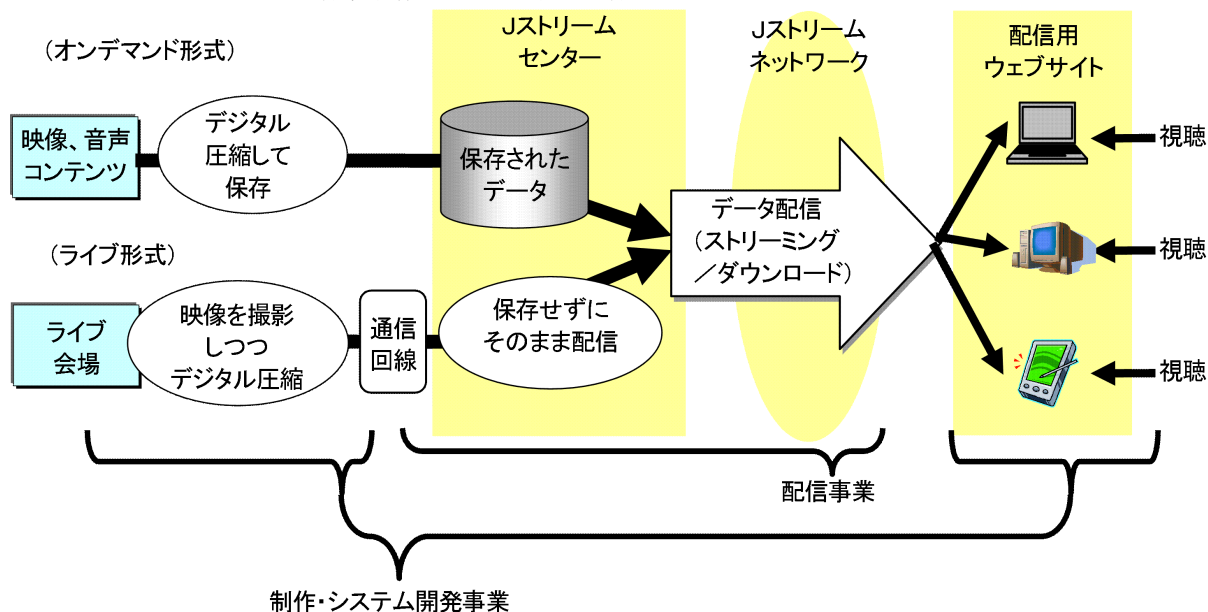 (オンデマンド形式)
Jストリーム
センター
Jストリーム
ネットワーク
配信用
ウェブサイト
映像、音声
コンテンツ
デジタル
圧縮して
保存
保存された
データ
データ配信
(ストリーミング
/ダウンロード)
視聴
視聴
視聴
(ライブ形式)
ライブ
会場
映像を撮影
しつつ
デジタル圧縮
通信
回線
保存せずに
そのまま配信
配信事業
制作・システム開発事業